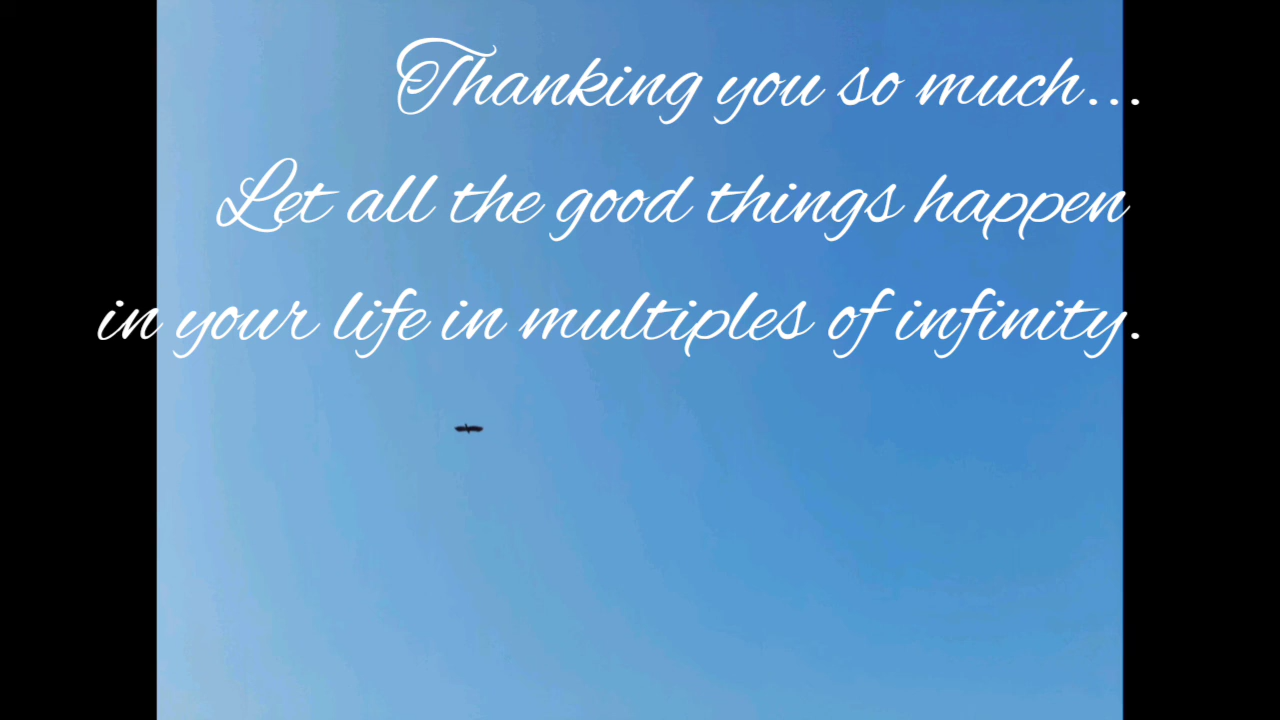 Thanking you so much...
Let all the good things happen
in your life in multiples of infinity.